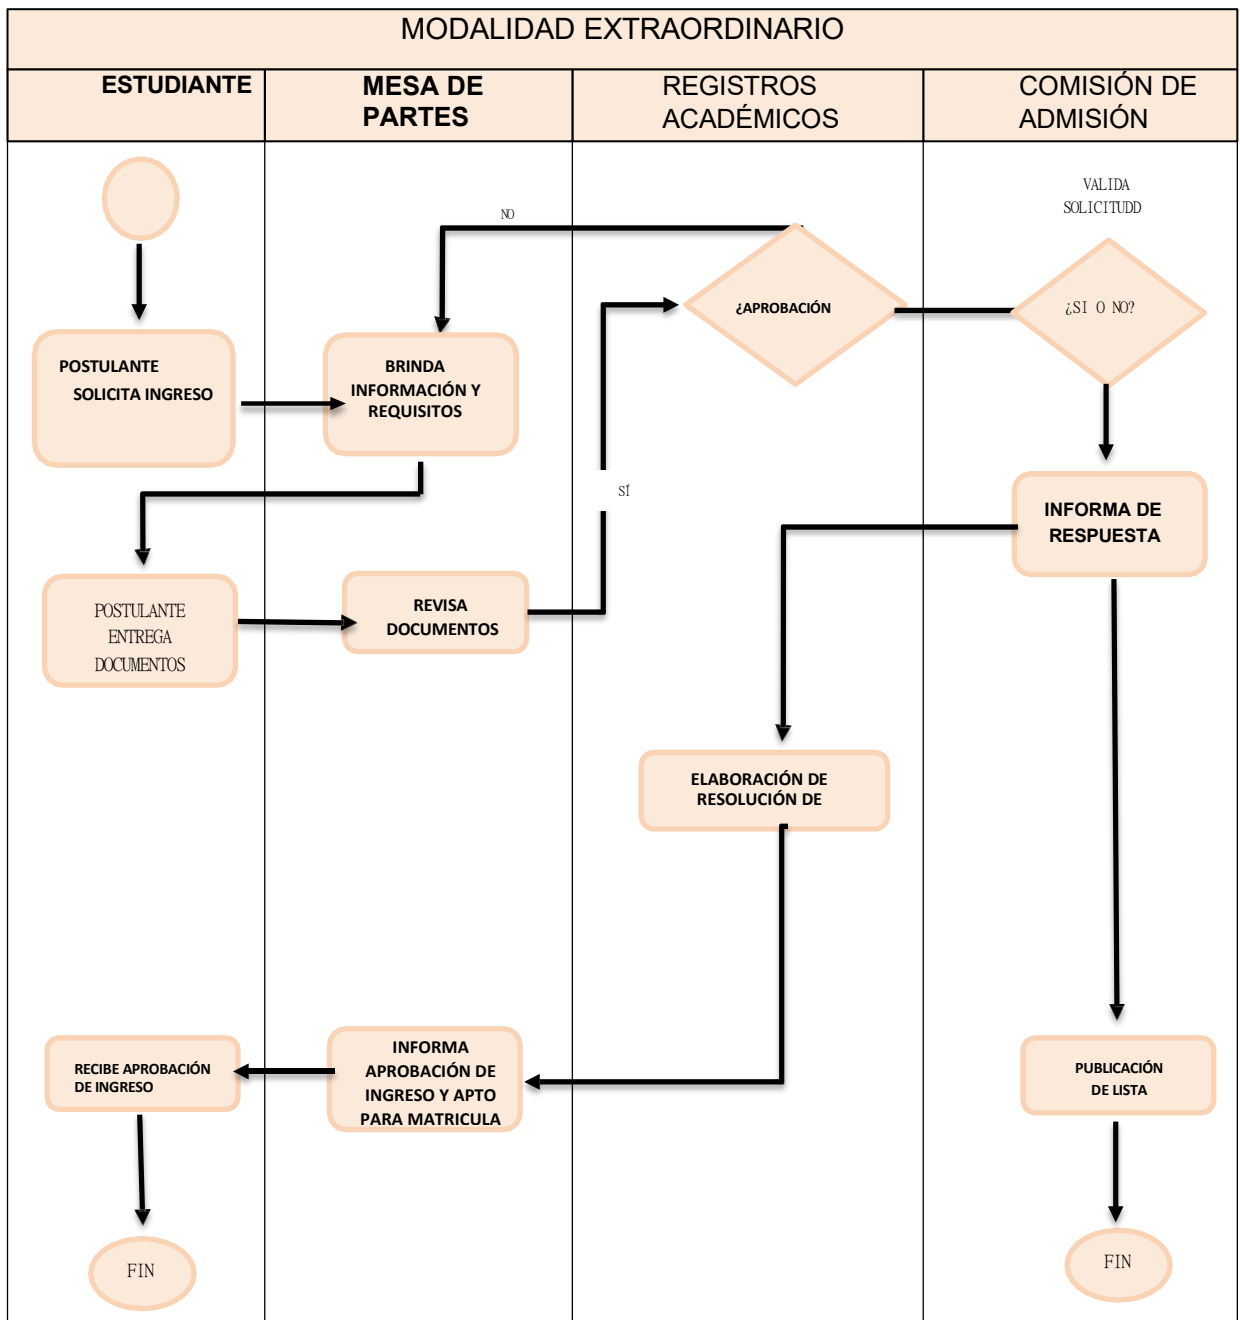 MODALIDAD EXTRAORDINARIO
ESTUDIANTE
MESA DE
PARTES
REGISTROS
ACADÉMICOS
COMISIÓN DE
ADMISIÓN
VALIDA
SOLICITUDD
NO
¿APROBACIÓN
¿SI O NO?
POSTULANTE
SOLICITA INGRESO
BRINDA
INFORMACIÓN Y
REQUISITOS
SÍ
INFORMA DE
RESPUESTA
POSTULANTE
ENTREGA
DOCUMENTOS
REVISA
DOCUMENTOS
ELABORACIÓN DE
RESOLUCIÓN DE
RECIBE APROBACIÓN
DE INGRESO
INFORMA
APROBACIÓN DE
INGRESO Y APTO
PARA MATRICULA
PUBLICACIÓN
DE LISTA
FIN
FIN